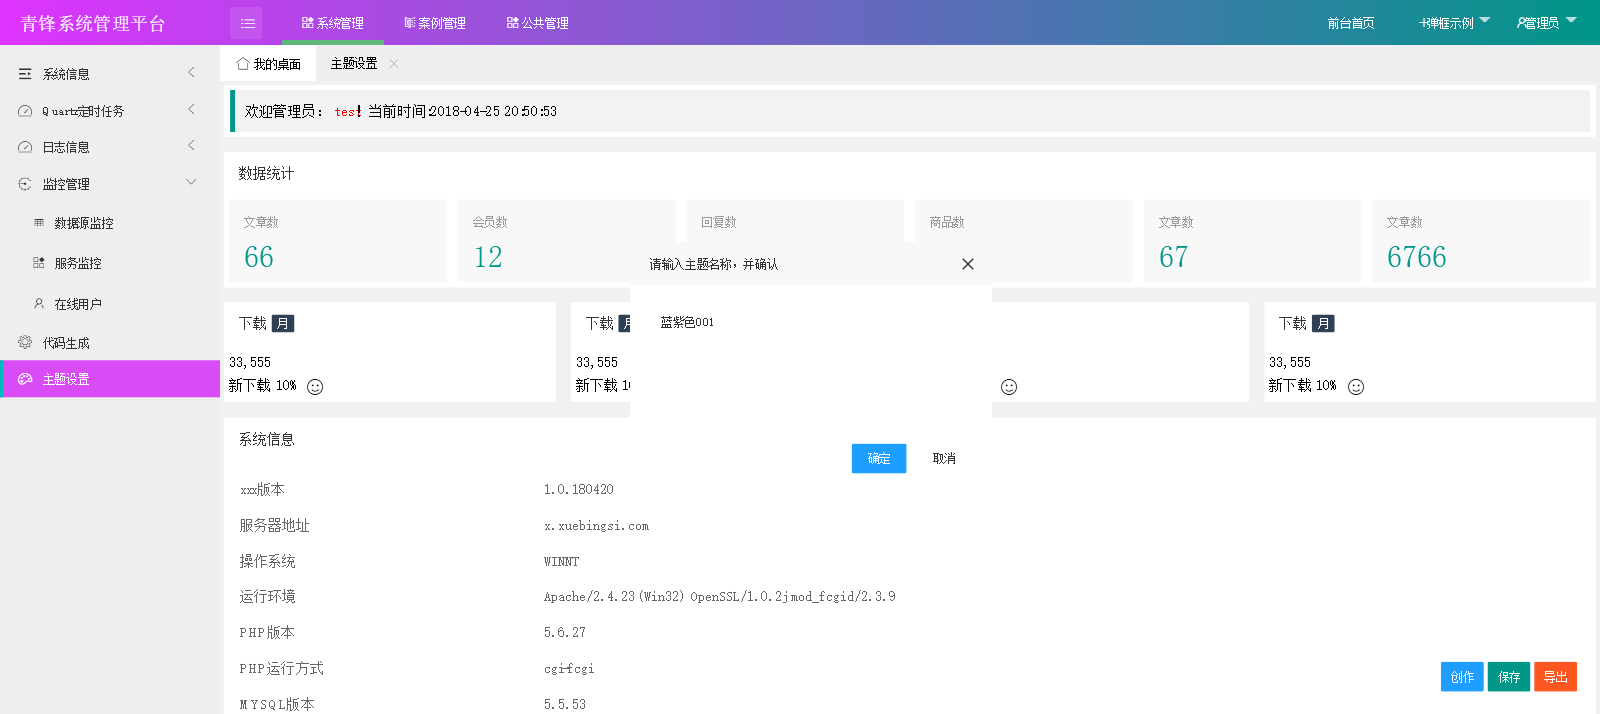 青锋系统管理平台
系统管理 案例管理 公共管理 前台首页 弹框示例 管理员
系统信息
Quartz定时任务
日志信息
监控管理
数据源监控
服务监控
在线用户
代码生成
主题设置
我的桌面 主题设置
欢迎管理员： test！当前时间:2018-04-25 20:50:53
数据统计
文章数 会员数 回复数 商品数 文章数 文章数
66 12 67 6766
请输入主题名称，并确认
蓝紫色001
确定 取消
下载 月 下载 月 下载 月
33,555 33,555 33,555
新下载 10% 新下载 10% 新下载 10%
系统信息
xxx版本 1.0.180420
服务器地址 x.xuebingsi.com
操作系统 WINNT
运行环境 Apache/2.4.23 (Win32) OpenSSL/1.0.2j mod_fcgid/2.3.9
PHP版本 5.6.27
PHP运行方式 cgi-fcgi
MYSQL版本 5.5.53
创作 保存 导出